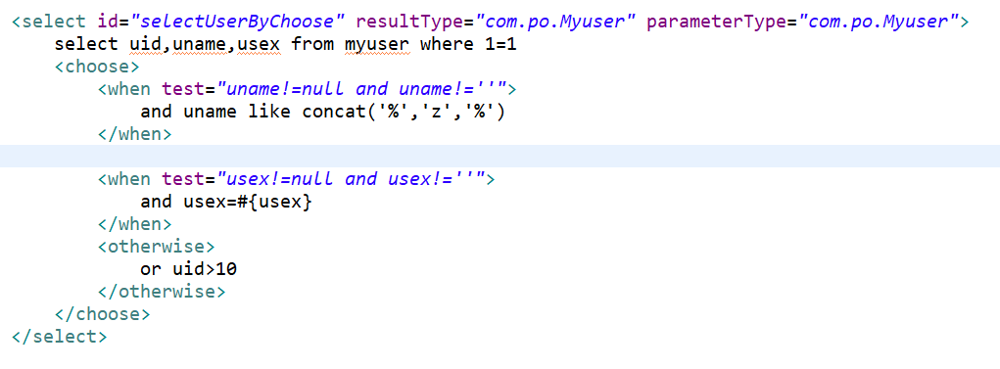 <select id="selectUserByChoose" resultType="com.po.Myuser" parameterType="com.po.Myuser">
select uid,uname,usex from myuser where 1=1
<choose>
<when test="uname!=null and uname!=''">
and uname like concat('%','z','%')
</when>
<when test="usex!=null and usex!=''">
and usex=#{usex}
</when>
<otherwise>
or uid>10
</otherwise>
</choose>
</select>